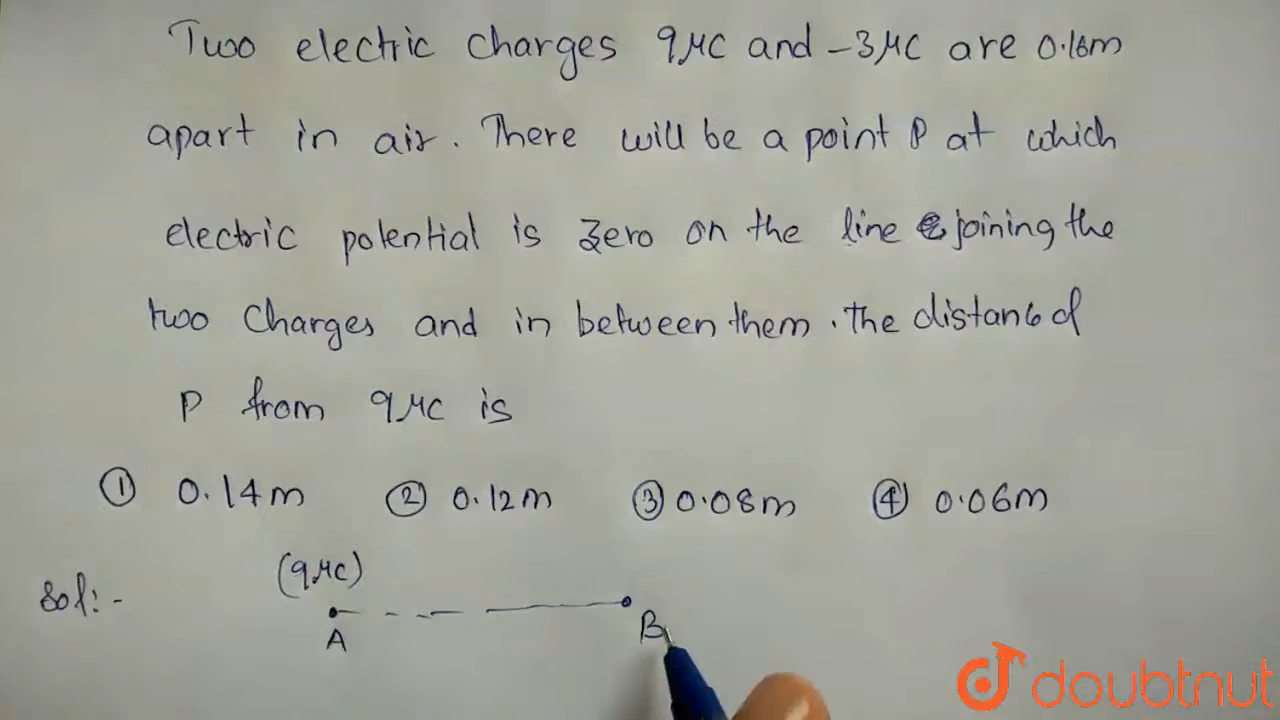 Two electric charges 9μC and -3μC are 0.16m
apart in air. There will be a point P at which
electric potential is zero on the line joining the
two charges and in between them. The distance of
P from 9μC is
① 0.14m ② 0.12m ③ 0.08m ④ 0.06m
Sol:- (9μC)
A B
doubtnut